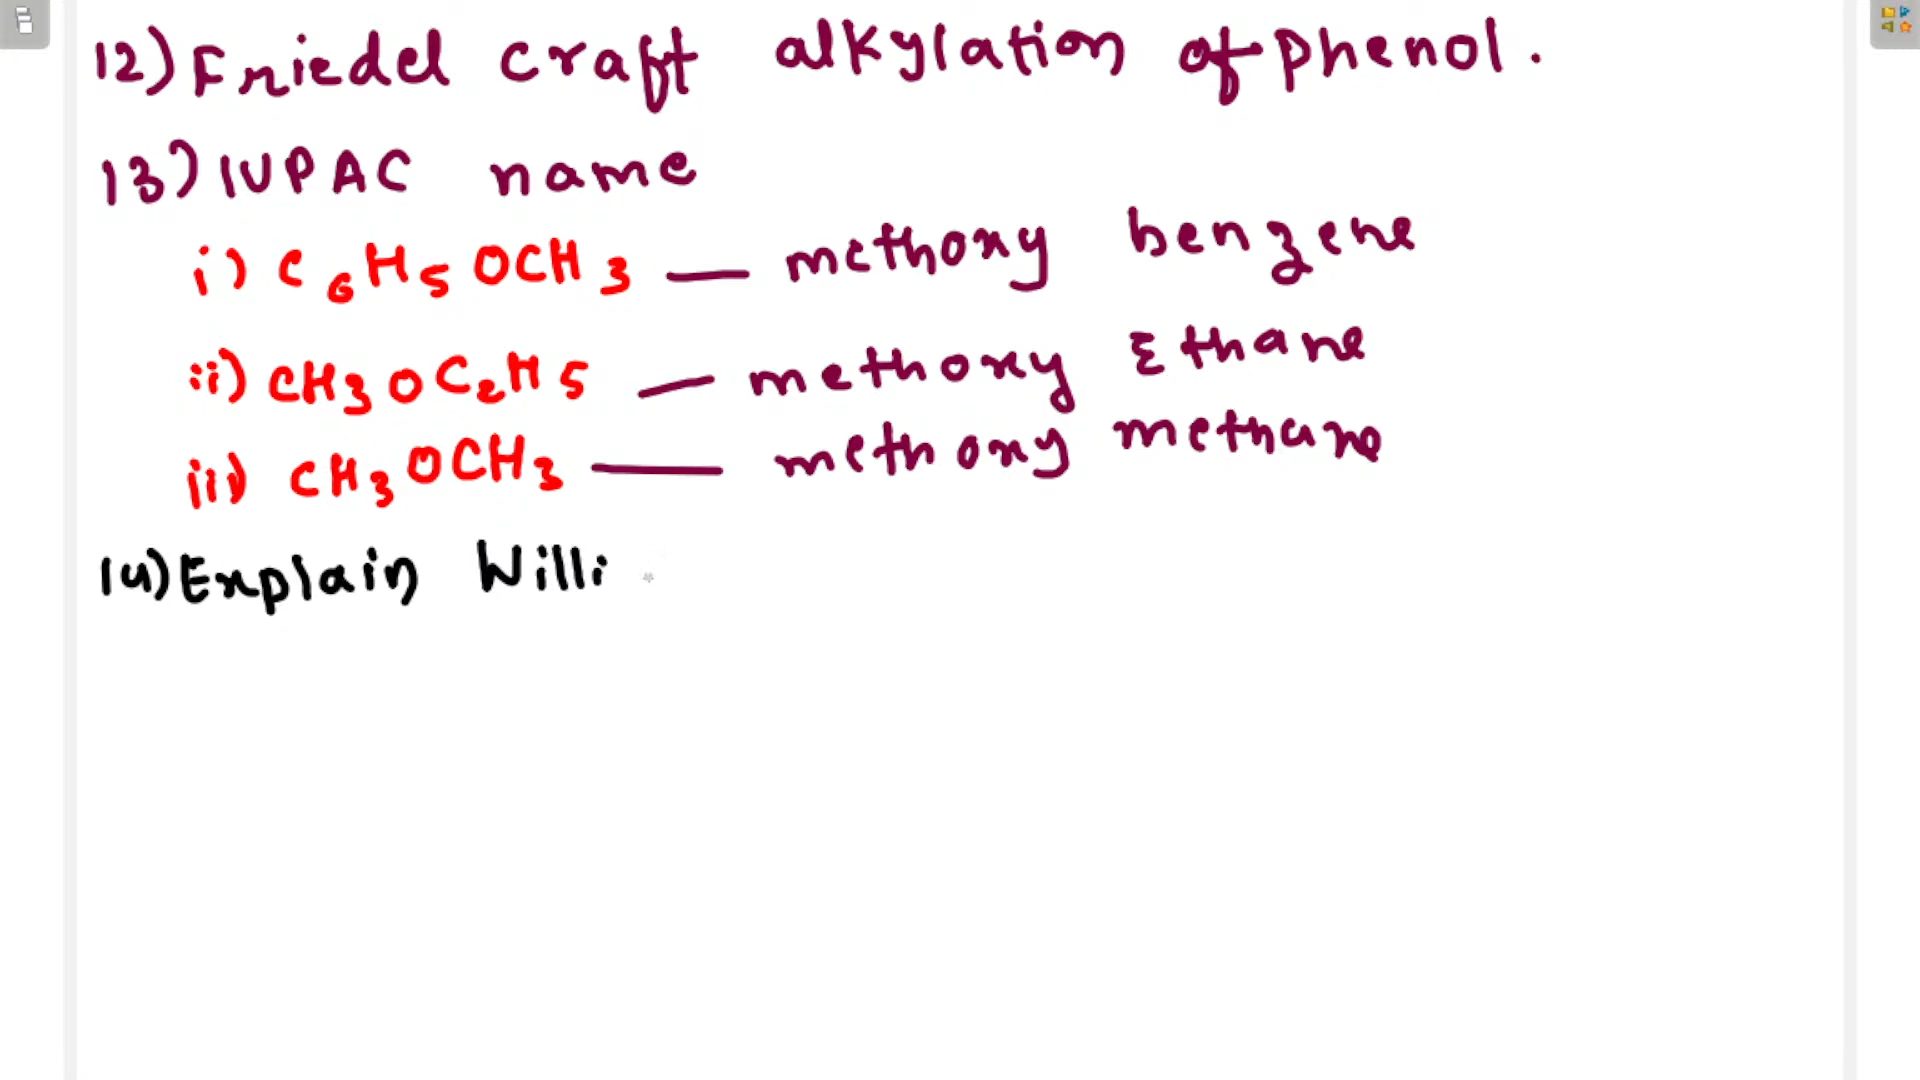 12) Friedel craft alkylation of phenol.
13) IUPAC name
i) C6H5OCH3 — methoxy benzene
ii) CH3OC2H5 — methoxy Ethane
iii) CH3OCH3 — methoxy methane
14) Explain Willi